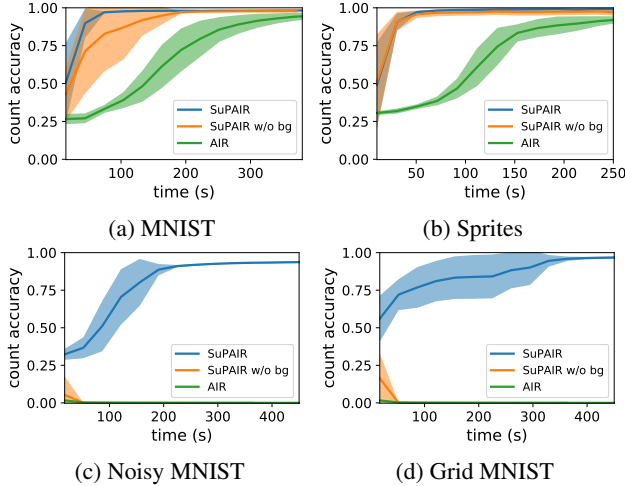 1.00
0.75
0.50
0.25
0.00
count accuracy
SuPAIR
SuPAIR w/o bg
AIR
100
200
300
time (s)
(a) MNIST
1.00
0.75
0.50
0.25
0.00
count accuracy
SuPAIR
SuPAIR w/o bg
AIR
50
100
150
200
250
time (s)
(b) Sprites
1.00
0.75
0.50
0.25
0.00
count accuracy
SuPAIR
SuPAIR w/o bg
AIR
100
200
300
400
time (s)
(c) Noisy MNIST
1.00
0.75
0.50
0.25
0.00
count accuracy
SuPAIR
SuPAIR w/o bg
AIR
100
200
300
400
time (s)
(d) Grid MNIST